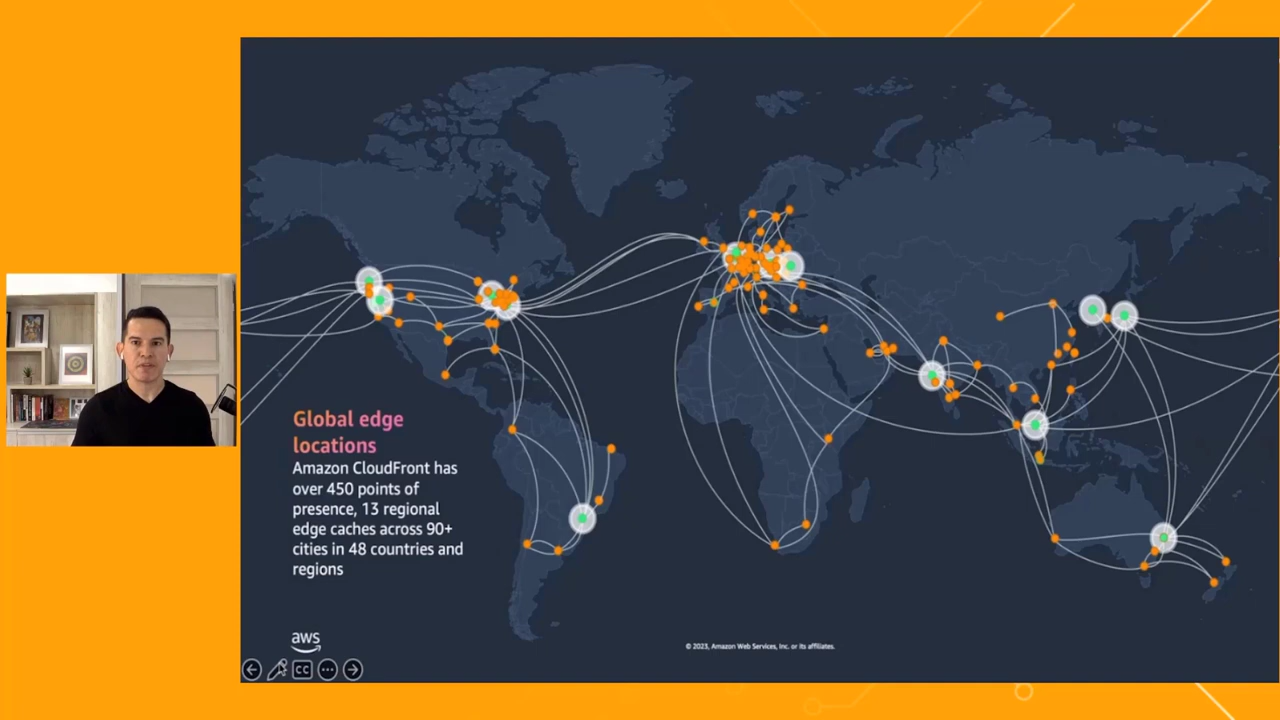 Global edge
locations
Amazon CloudFront has
over 450 points of
presence, 13 regional
edge caches across 90+
cities in 48 countries and
regions
aws
© 2023, Amazon Web Services, Inc. or its affiliates.
CC